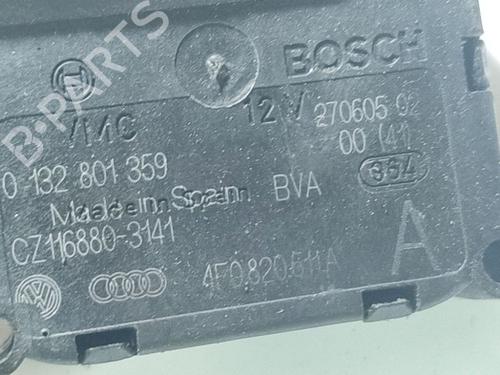 BOSCH
B-PARTS
VMC
12 V
270605 02
00 (41)
0 132 801 359
354
Made in Spain
BVA
CZ116880-3141
A
4F0.820.511A